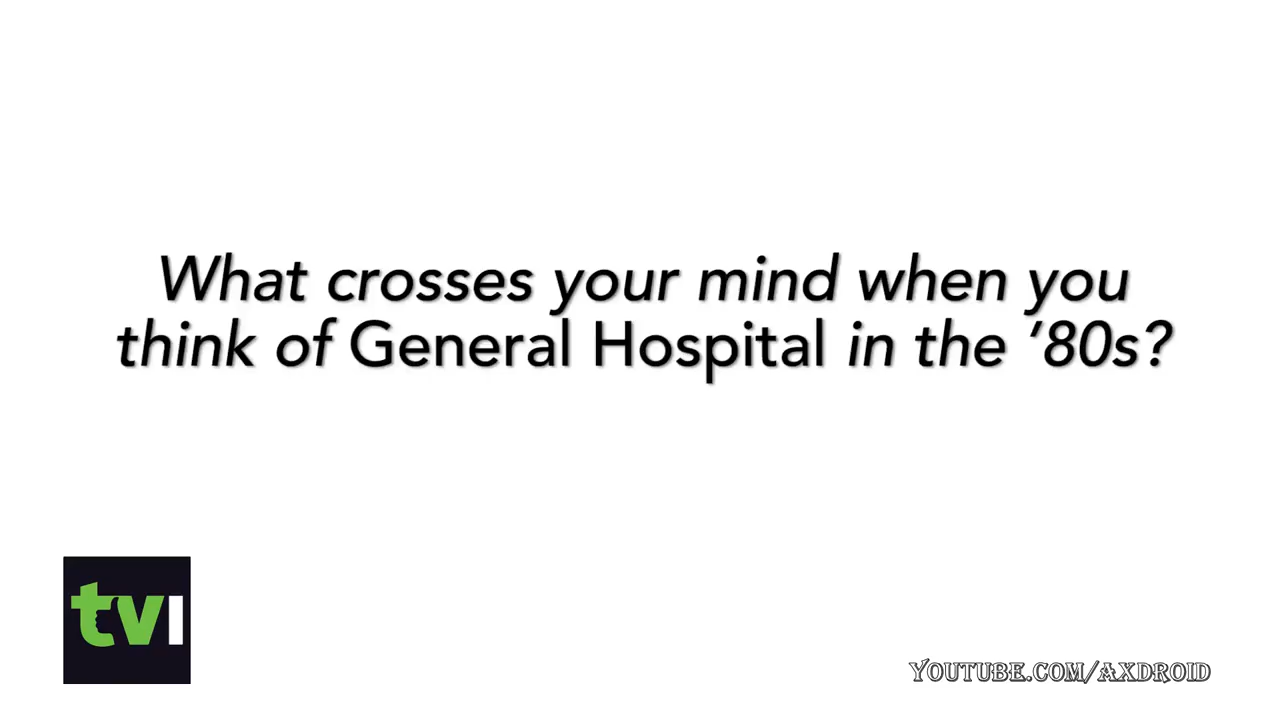 What crosses your mind when you
think of General Hospital in the ’80s?
tvI
YOUTUBE.COM/AXDROID